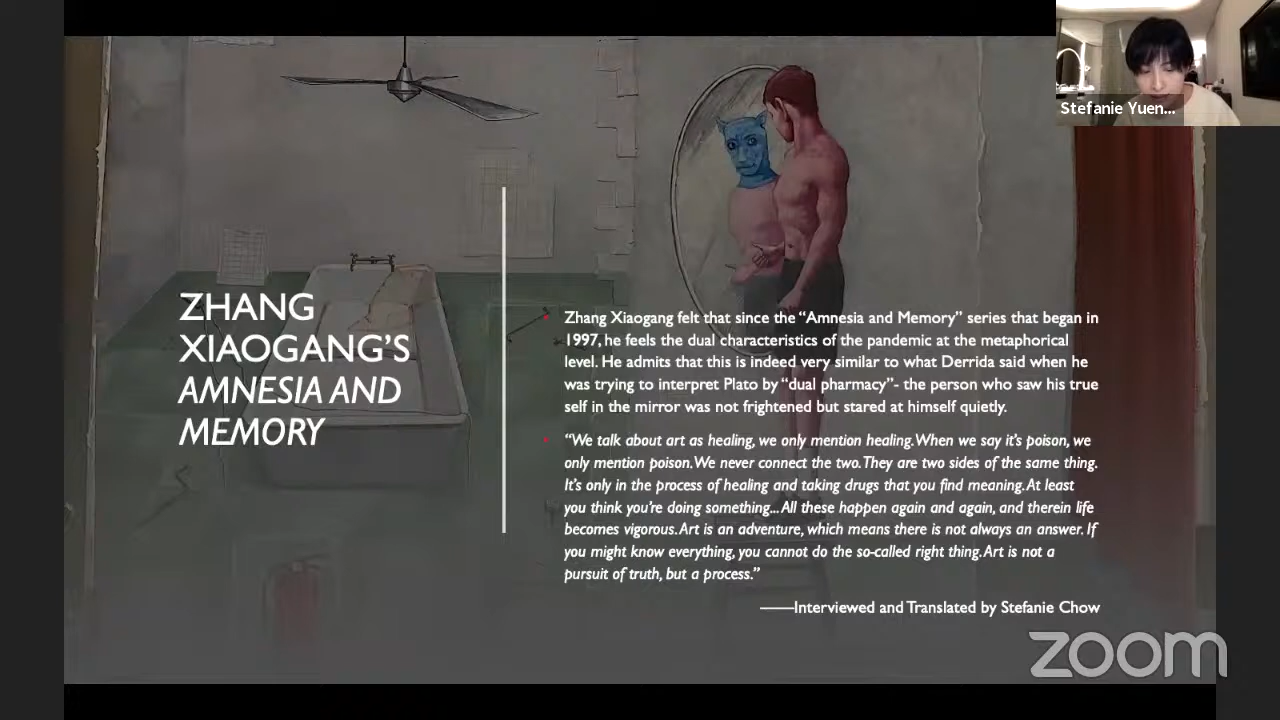 Stefanie Yuen...
ZHANG
XIAOGANG’S
AMNESIA AND
MEMORY
Zhang Xiaogang felt that since the “Amnesia and Memory” series that began in
1997, he feels the dual characteristics of the pandemic at the metaphorical
level. He admits that this is indeed very similar to what Derrida said when he
was trying to interpret Plato by “dual pharmacy”- the person who saw his true
self in the mirror was not frightened but stared at himself quietly.
“We talk about art as healing, we only mention healing. When we say it’s poison, we
only mention poison. We never connect the two. They are two sides of the same thing.
It’s only in the process of healing and taking drugs that you find meaning. At least
you think you’re doing something... All these happen again and again, and therein life
becomes vigorous. Art is an adventure, which means there is not always an answer. If
you might know everything, you cannot do the so-called right thing. Art is not a
pursuit of truth, but a process.”
——Interviewed and Translated by Stefanie Chow
zoom